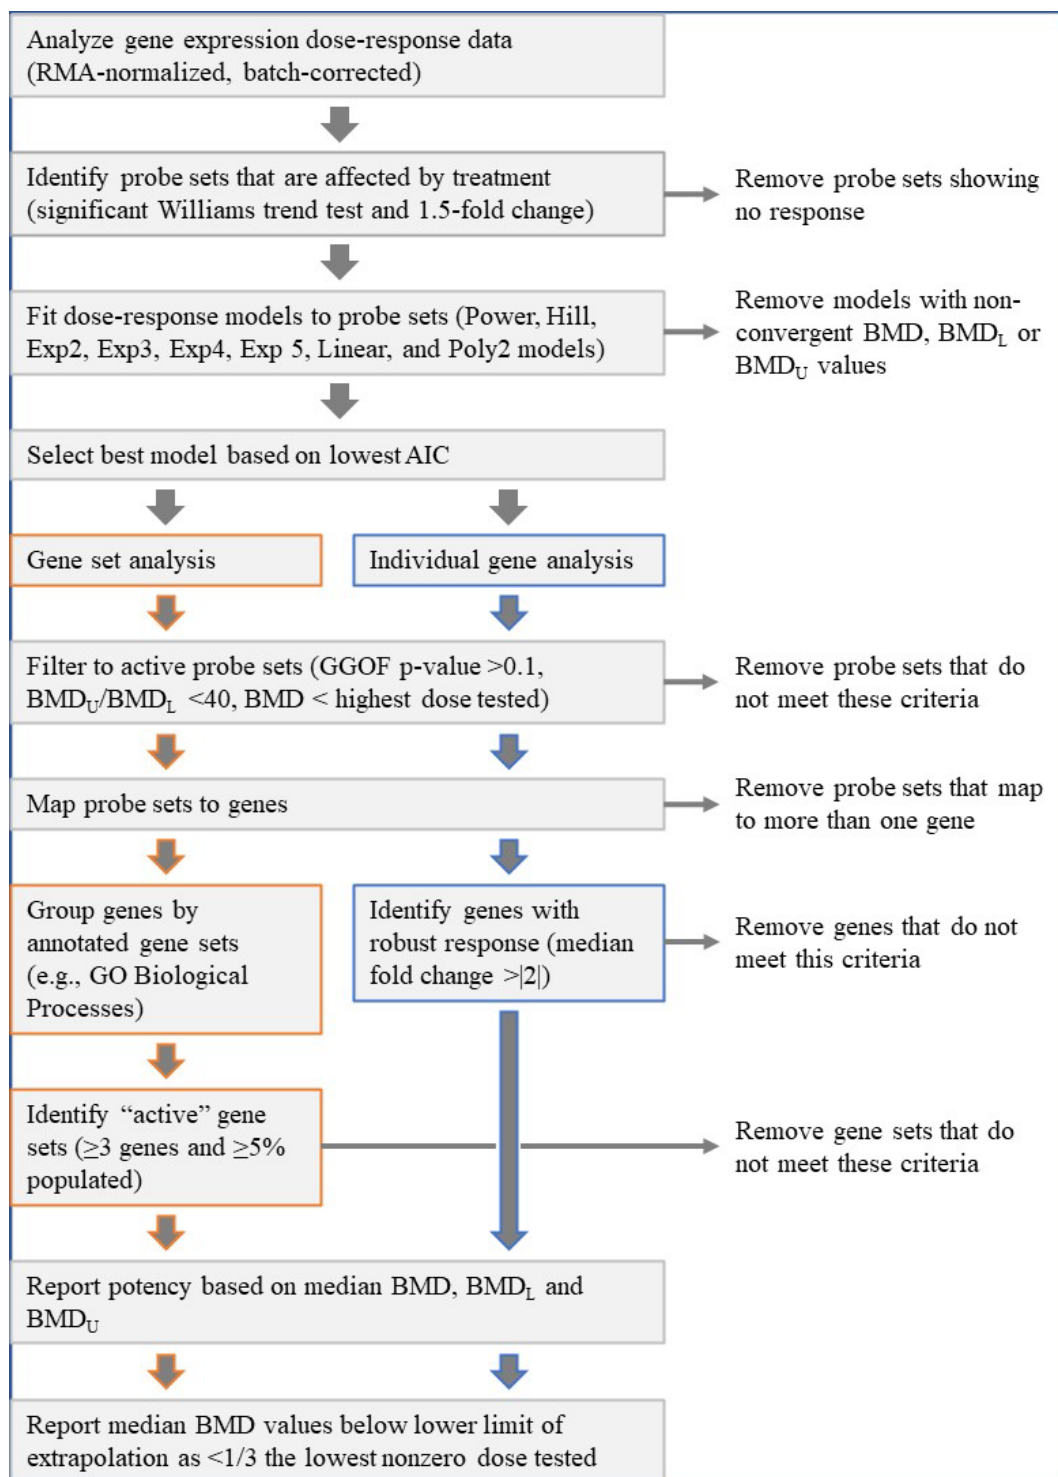 Analyze gene expression dose-response data
(RMA-normalized, batch-corrected)
Identify probe sets that are affected by treatment
(significant Williams trend test and 1.5-fold change)
Remove probe sets showing
no response
Fit dose-response models to probe sets (Power, Hill,
Exp2, Exp3, Exp4, Exp 5, Linear, and Poly2 models)
Remove models with non-
convergent BMD, BMDL or
BMDU values
Select best model based on lowest AIC
Gene set analysis
Individual gene analysis
Filter to active probe sets (GGOF p-value >0.1,
BMDU/BMDL <40, BMD < highest dose tested)
Remove probe sets that do
not meet these criteria
Map probe sets to genes
Remove probe sets that map
to more than one gene
Group genes by
annotated gene sets
(e.g., GO Biological
Processes)
Identify genes with
robust response (median
fold change >|2|)
Remove genes that do not
meet this criteria
Identify “active” gene
sets (≥3 genes and ≥5%
populated)
Remove gene sets that do
not meet these criteria
Report potency based on median BMD, BMDL and
BMDU
Report median BMD values below lower limit of
extrapolation as <1/3 the lowest nonzero dose tested